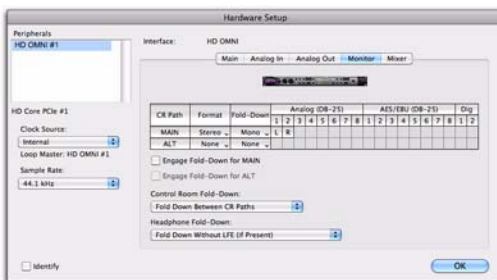 Hardware Setup
Peripherals
HD OMNI #1
Interface: HD OMNI
Main Analog In Analog Out Monitor Mixer
HD Core PCIe #1
Clock Source:
Internal
Loop Master: HD OMNI #1
Sample Rate:
44.1 kHz
CR Path Format Fold-Down Analog (DB-25) AES/EBU (DB-25) Dig
1 2 3 4 5 6 7 8 1 2 3 4 5 6 7 8 1 2
MAIN Stereo Mono L R
ALT None None
Engage Fold-Down for MAIN
Engage Fold-Down for ALT
Control Room Fold-Down:
Fold Down Between CR Paths
Headphone Fold-Down:
Fold Down Without LFE (if Present)
Identify
OK